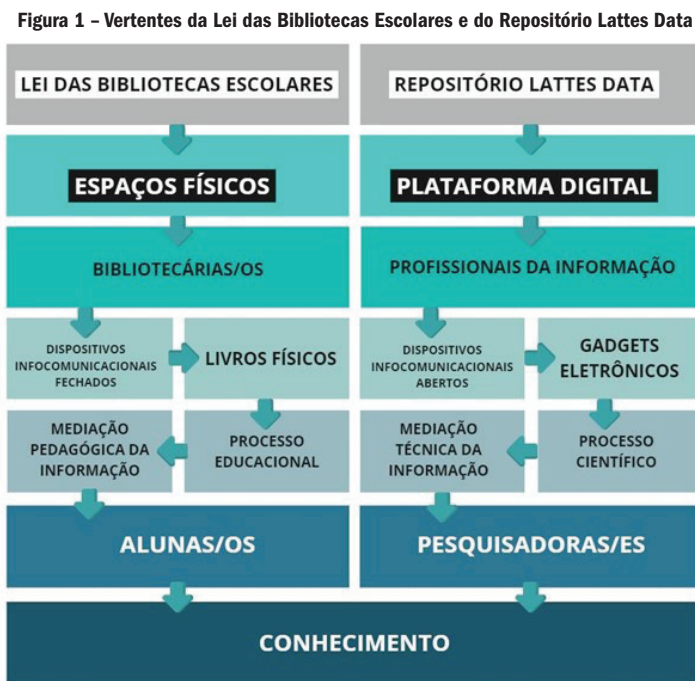 Figura 1 – Vertentes da Lei das Bibliotecas Escolares e do Repositório Lattes Data
LEI DAS BIBLIOTECAS ESCOLARES
REPOSITÓRIO LATTES DATA
ESPAÇOS FÍSICOS
PLATAFORMA DIGITAL
BIBLIOTECÁRIAS/OS
PROFISSIONAIS DA INFORMAÇÃO
DISPOSITIVOS
INFOCOMUNICACIONAIS
FECHADOS
LIVROS FÍSICOS
DISPOSITIVOS
INFOCOMUNICACIONAIS
ABERTOS
GADGETS
ELETRÔNICOS
MEDIAÇÃO
PEDAGÓGICA DA
INFORMAÇÃO
PROCESSO
EDUCACIONAL
MEDIAÇÃO
TÉCNICA DA
INFORMAÇÃO
PROCESSO
CIENTÍFICO
ALUNAS/OS
PESQUISADORAS/ES
CONHECIMENTO